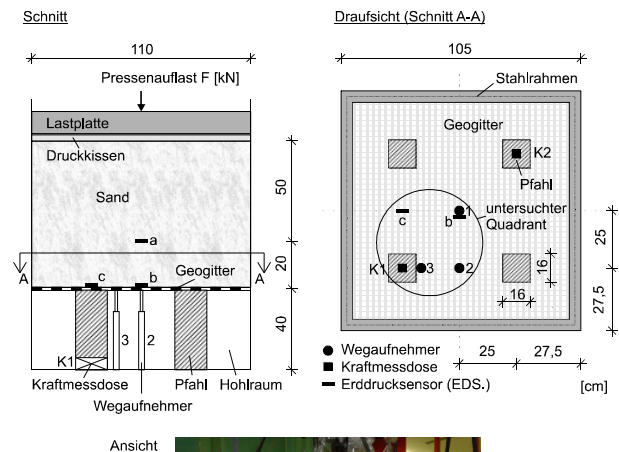 Schnitt
110
Pressenauflast F [kN]
Lastplatte
Druckkissen
Sand
50
a
20
A
A
c
b
Geogitter
40
3
2
K1
Kraftmessdose
Pfahl
Hohlraum
Wegaufnehmer
Draufsicht (Schnitt A-A)
105
Stahlrahmen
Geogitter
K2
Pfahl
1
c
b
untersuchter
Quadrant
K1
3
2
16
16
25
27,5
Wegaufnehmer
Kraftmessdose
Erddrucksensor (EDS.)
25
27,5
[cm]
Ansicht